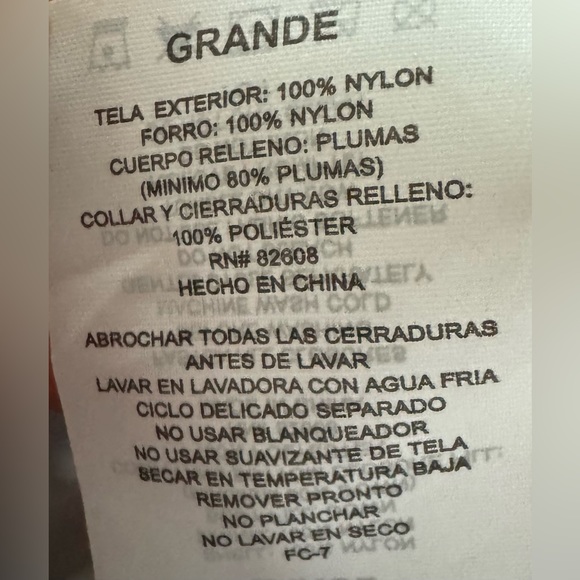 GRANDE
TELA EXTERIOR: 100% NYLON
FORRO: 100% NYLON
CUERPO RELLENO: PLUMAS
(MINIMO 80% PLUMAS)
COLLAR Y CIERRADURAS RELLENO:
100% POLIÉSTER
RN# 82608
HECHO EN CHINA
ABROCHAR TODAS LAS CERRADURAS
ANTES DE LAVAR
LAVAR EN LAVADORA CON AGUA FRIA
CICLO DELICADO SEPARADO
NO USAR BLANQUEADOR
NO USAR SUAVIZANTE DE TELA
SECAR EN TEMPERATURA BAJA
REMOVER PRONTO
NO PLANCHAR
NO LAVAR EN SECO
FC-7